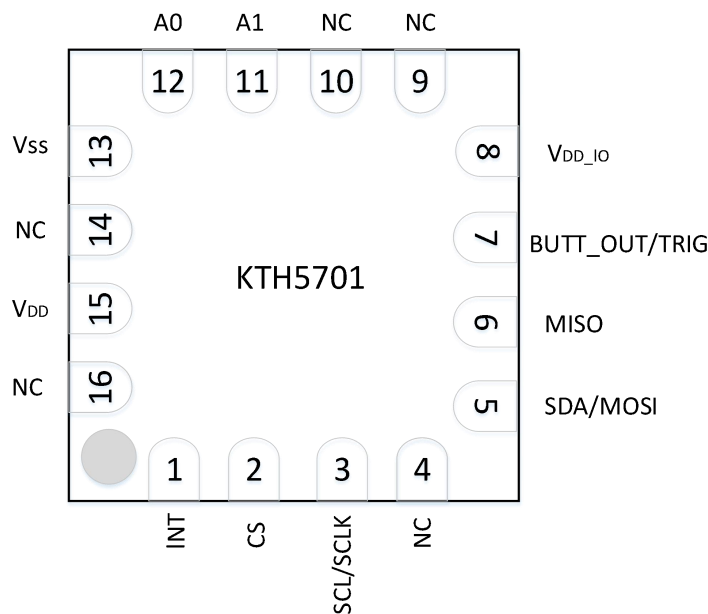 A0 A1 NC NC
12 11 10 9
Vss 13
8 VDD_IO
NC 14
7 BUTT_OUT/TRIG
KTH5701
VDD 15
6 MISO
NC 16
5 SDA/MOSI
1 2 3 4
INT CS SCL/SCLK NC